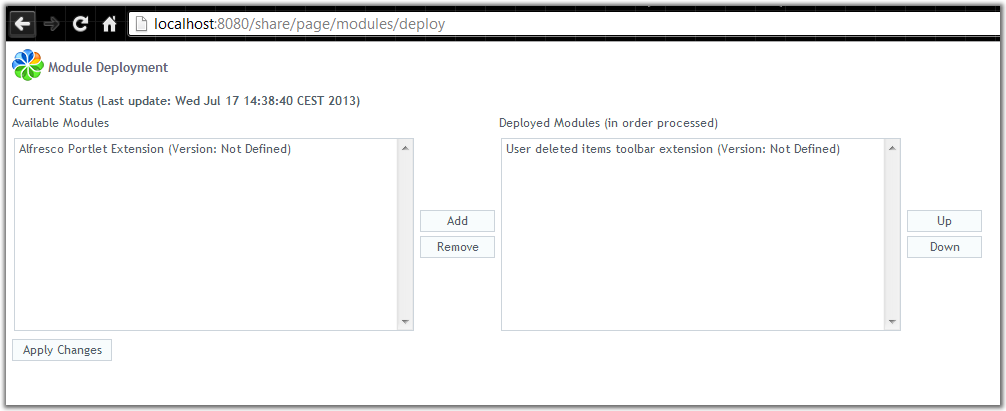 localhost:8080/share/page/modules/deploy
Module Deployment
Current Status (Last update: Wed Jul 17 14:38:40 CEST 2013)
Available Modules
Deployed Modules (in order processed)
Alfresco Portlet Extension (Version: Not Defined)
User deleted items toolbar extension (Version: Not Defined)
Add
Up
Remove
Down
Apply Changes